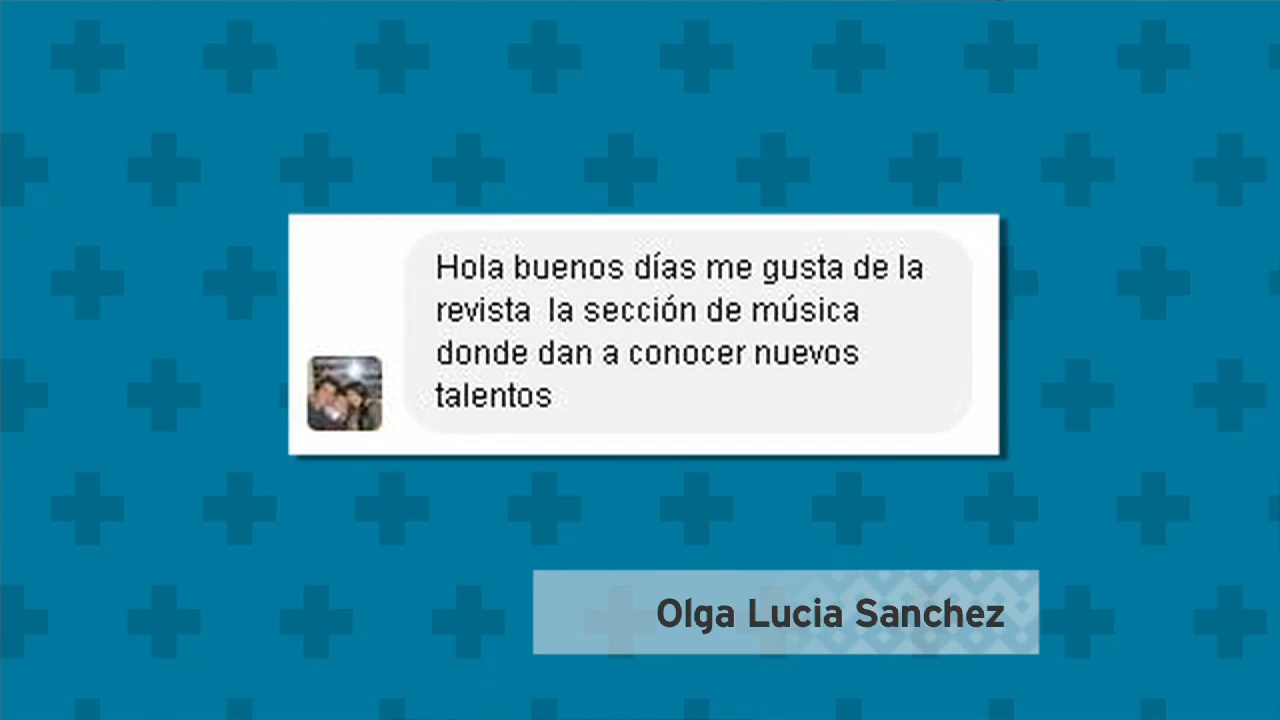 Hola buenos días me gusta de la
revista  la sección de música
donde dan a conocer nuevos
talentos
Olga Lucia Sanchez